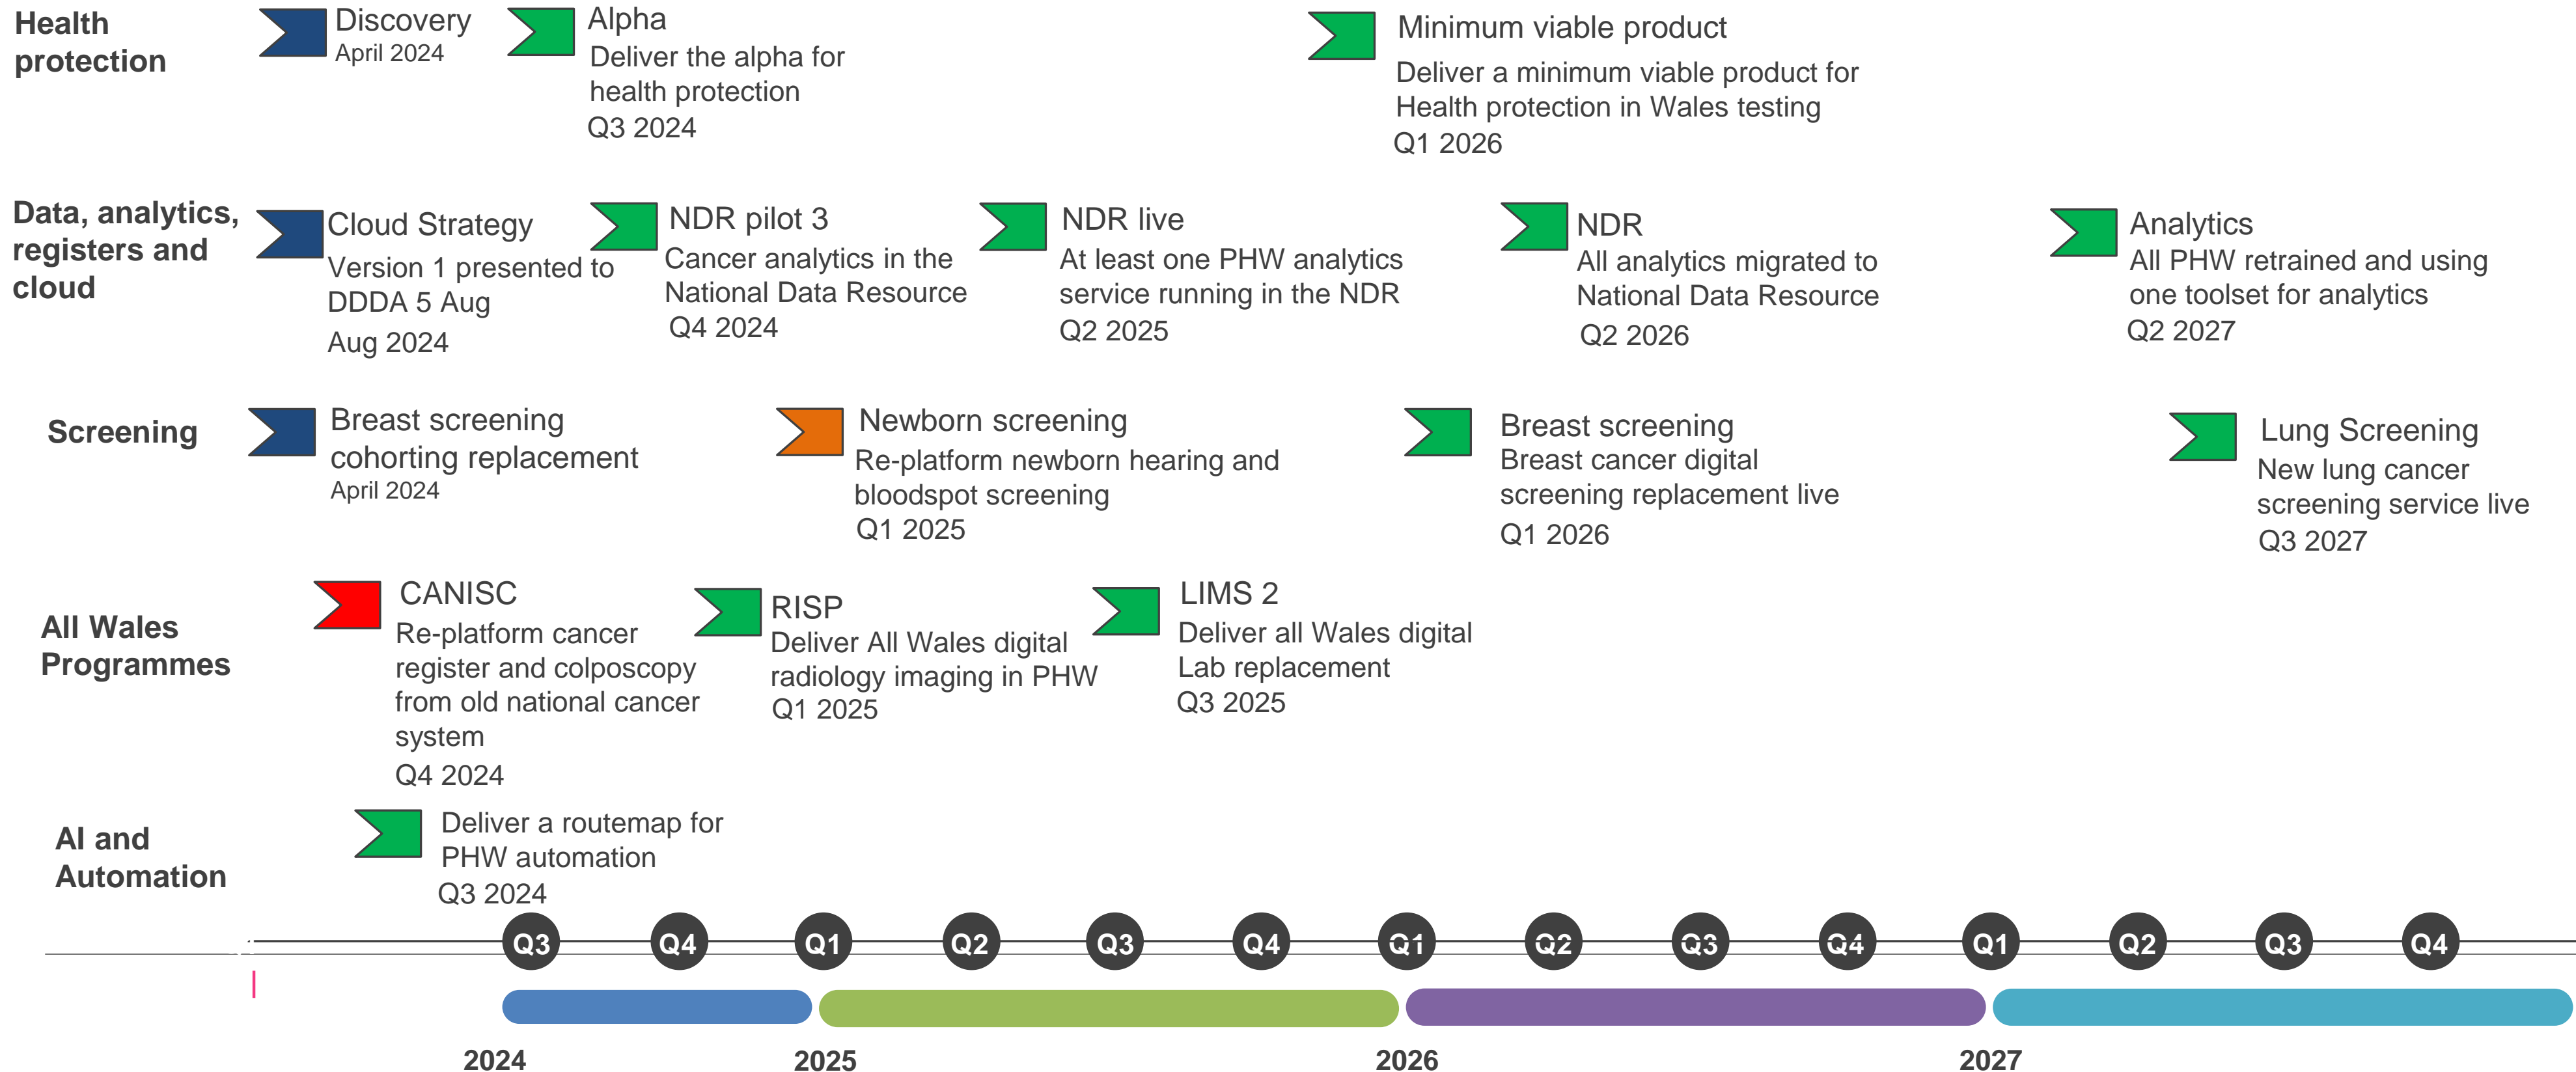 Health
protection
Discovery
April 2024
Alpha
Deliver the alpha for
health protection
Q3 2024
Minimum viable product
Deliver a minimum viable product for
Health protection in Wales testing
Q1 2026
Data, analytics,
registers and
cloud
Cloud Strategy
Version 1 presented to
DDDA 5 Aug
Aug 2024
NDR pilot 3
Cancer analytics in the
National Data Resource
Q4 2024
NDR live
At least one PHW analytics
service running in the NDR
Q2 2025
NDR
All analytics migrated to
National Data Resource
Q2 2026
Analytics
All PHW retrained and using
one toolset for analytics
Q2 2027
Screening
Breast screening
cohorting replacement
April 2024
Newborn screening
Re-platform newborn hearing and
bloodspot screening
Q1 2025
Breast screening
Breast cancer digital
screening replacement live
Q1 2026
Lung Screening
New lung cancer
screening service live
Q3 2027
All Wales
Programmes
CANISC
Re-platform cancer
register and colposcopy
from old national cancer
system
Q4 2024
RISP
Deliver All Wales digital
radiology imaging in PHW
Q1 2025
LIMS 2
Deliver all Wales digital
Lab replacement
Q3 2025
AI and
Automation
Deliver a routemap for
PHW automation
Q3 2024
Q3 Q4 Q1 Q2 Q3 Q4 Q1 Q2 Q3 Q4 Q1 Q2 Q3 Q4
2024 2025 2026 2027